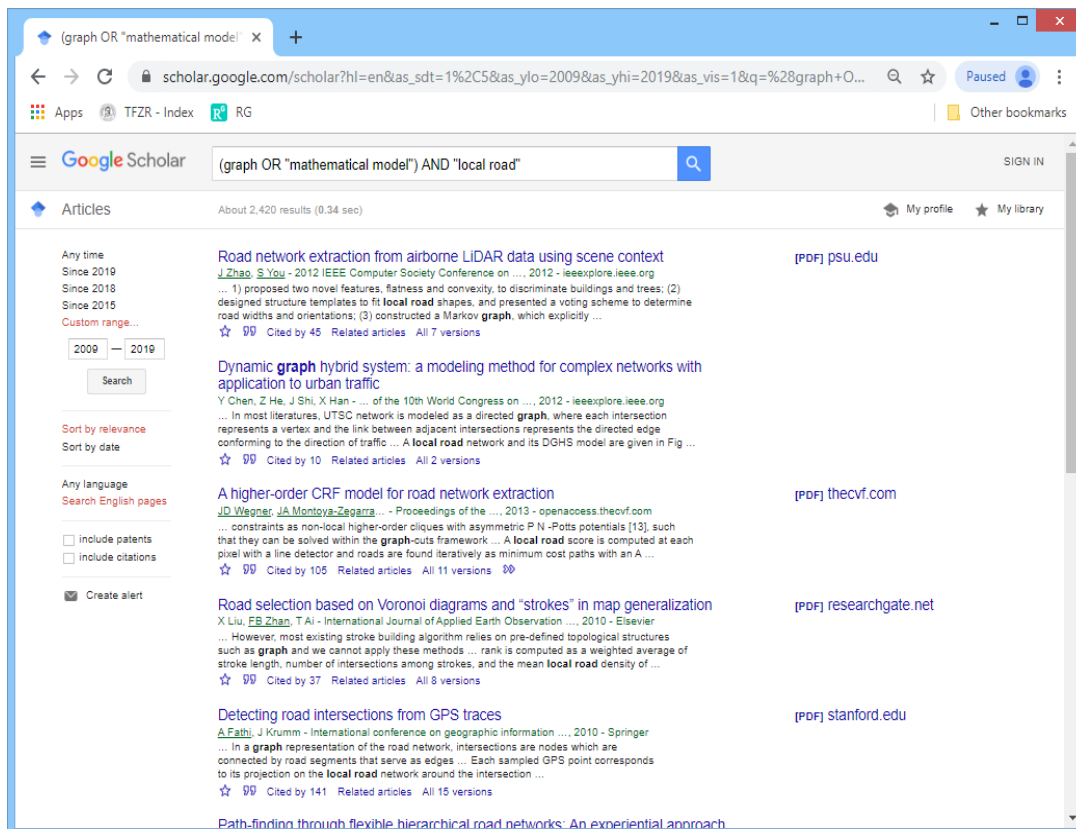 (graph OR "mathematical model"
scholar.google.com/scholar?hl=en&as_sdt=1%2C5&as_ylo=2009&as_yhi=2019&as_vis=1&q=%28graph+O...
Paused
Apps
TFZR - Index
RG
Other bookmarks
Google Scholar
(graph OR "mathematical model") AND "local road"
SIGN IN
Articles
About 2,420 results (0.34 sec)
My profile
My library
Any time
Since 2019
Since 2018
Since 2015
Custom range...
2009 — 2019
Search
Sort by relevance
Sort by date
Any language
Search English pages
include patents
include citations
Create alert
Road network extraction from airborne LiDAR data using scene context
J Zhao, S You - 2012 IEEE Computer Society Conference on ..., 2012 - ieeexplore.ieee.org
... 1) proposed two novel features, flatness and convexity, to discriminate buildings and trees; (2)
designed structure templates to fit local road shapes, and presented a voting scheme to determine
road widths and orientations; (3) constructed a Markov graph, which explicitly ...
Cited by 45 Related articles All 7 versions
[PDF] psu.edu
Dynamic graph hybrid system: a modeling method for complex networks with
application to urban traffic
Y Chen, Z He, J Shi, X Han - ... of the 10th World Congress on ..., 2012 - ieeexplore.ieee.org
... In most literatures, UTSC network is modeled as a directed graph, where each intersection
represents a vertex and the link between adjacent intersections represents the directed edge
conforming to the direction of traffic ... A local road network and its DGHS model are given in Fig ...
Cited by 10 Related articles All 2 versions
A higher-order CRF model for road network extraction
JD Wegner, JA Montoya-Zegarra... - Proceedings of the ..., 2013 - openaccess.thecvf.com
... constraints as non-local higher-order cliques with asymmetric P N -Potts potentials [13], such
that they can be solved within the graph-cuts framework ... A local road score is computed at each
pixel with a line detector and roads are found iteratively as minimum cost paths with an A ...
Cited by 105 Related articles All 11 versions
[PDF] thecvf.com
Road selection based on Voronoi diagrams and “strokes” in map generalization
X Liu, FB Zhan, T Ai - International Journal of Applied Earth Observation ..., 2010 - Elsevier
... However, most existing stroke building algorithm relies on pre-defined topological structures
such as graph and we cannot apply these methods ... rank is computed as a weighted average of
stroke length, number of intersections among strokes, and the mean local road density of ...
Cited by 37 Related articles All 8 versions
[PDF] researchgate.net
Detecting road intersections from GPS traces
A Fathi, J Krumm - International conference on geographic information ..., 2010 - Springer
... In a graph representation of the road network, intersections are nodes which are
connected by road segments that serve as edges ... Each sampled GPS point corresponds
to its projection on the local road network around the intersection ...
Cited by 141 Related articles All 15 versions
[PDF] stanford.edu
Path-finding through flexible hierarchical road networks: An experiential approach